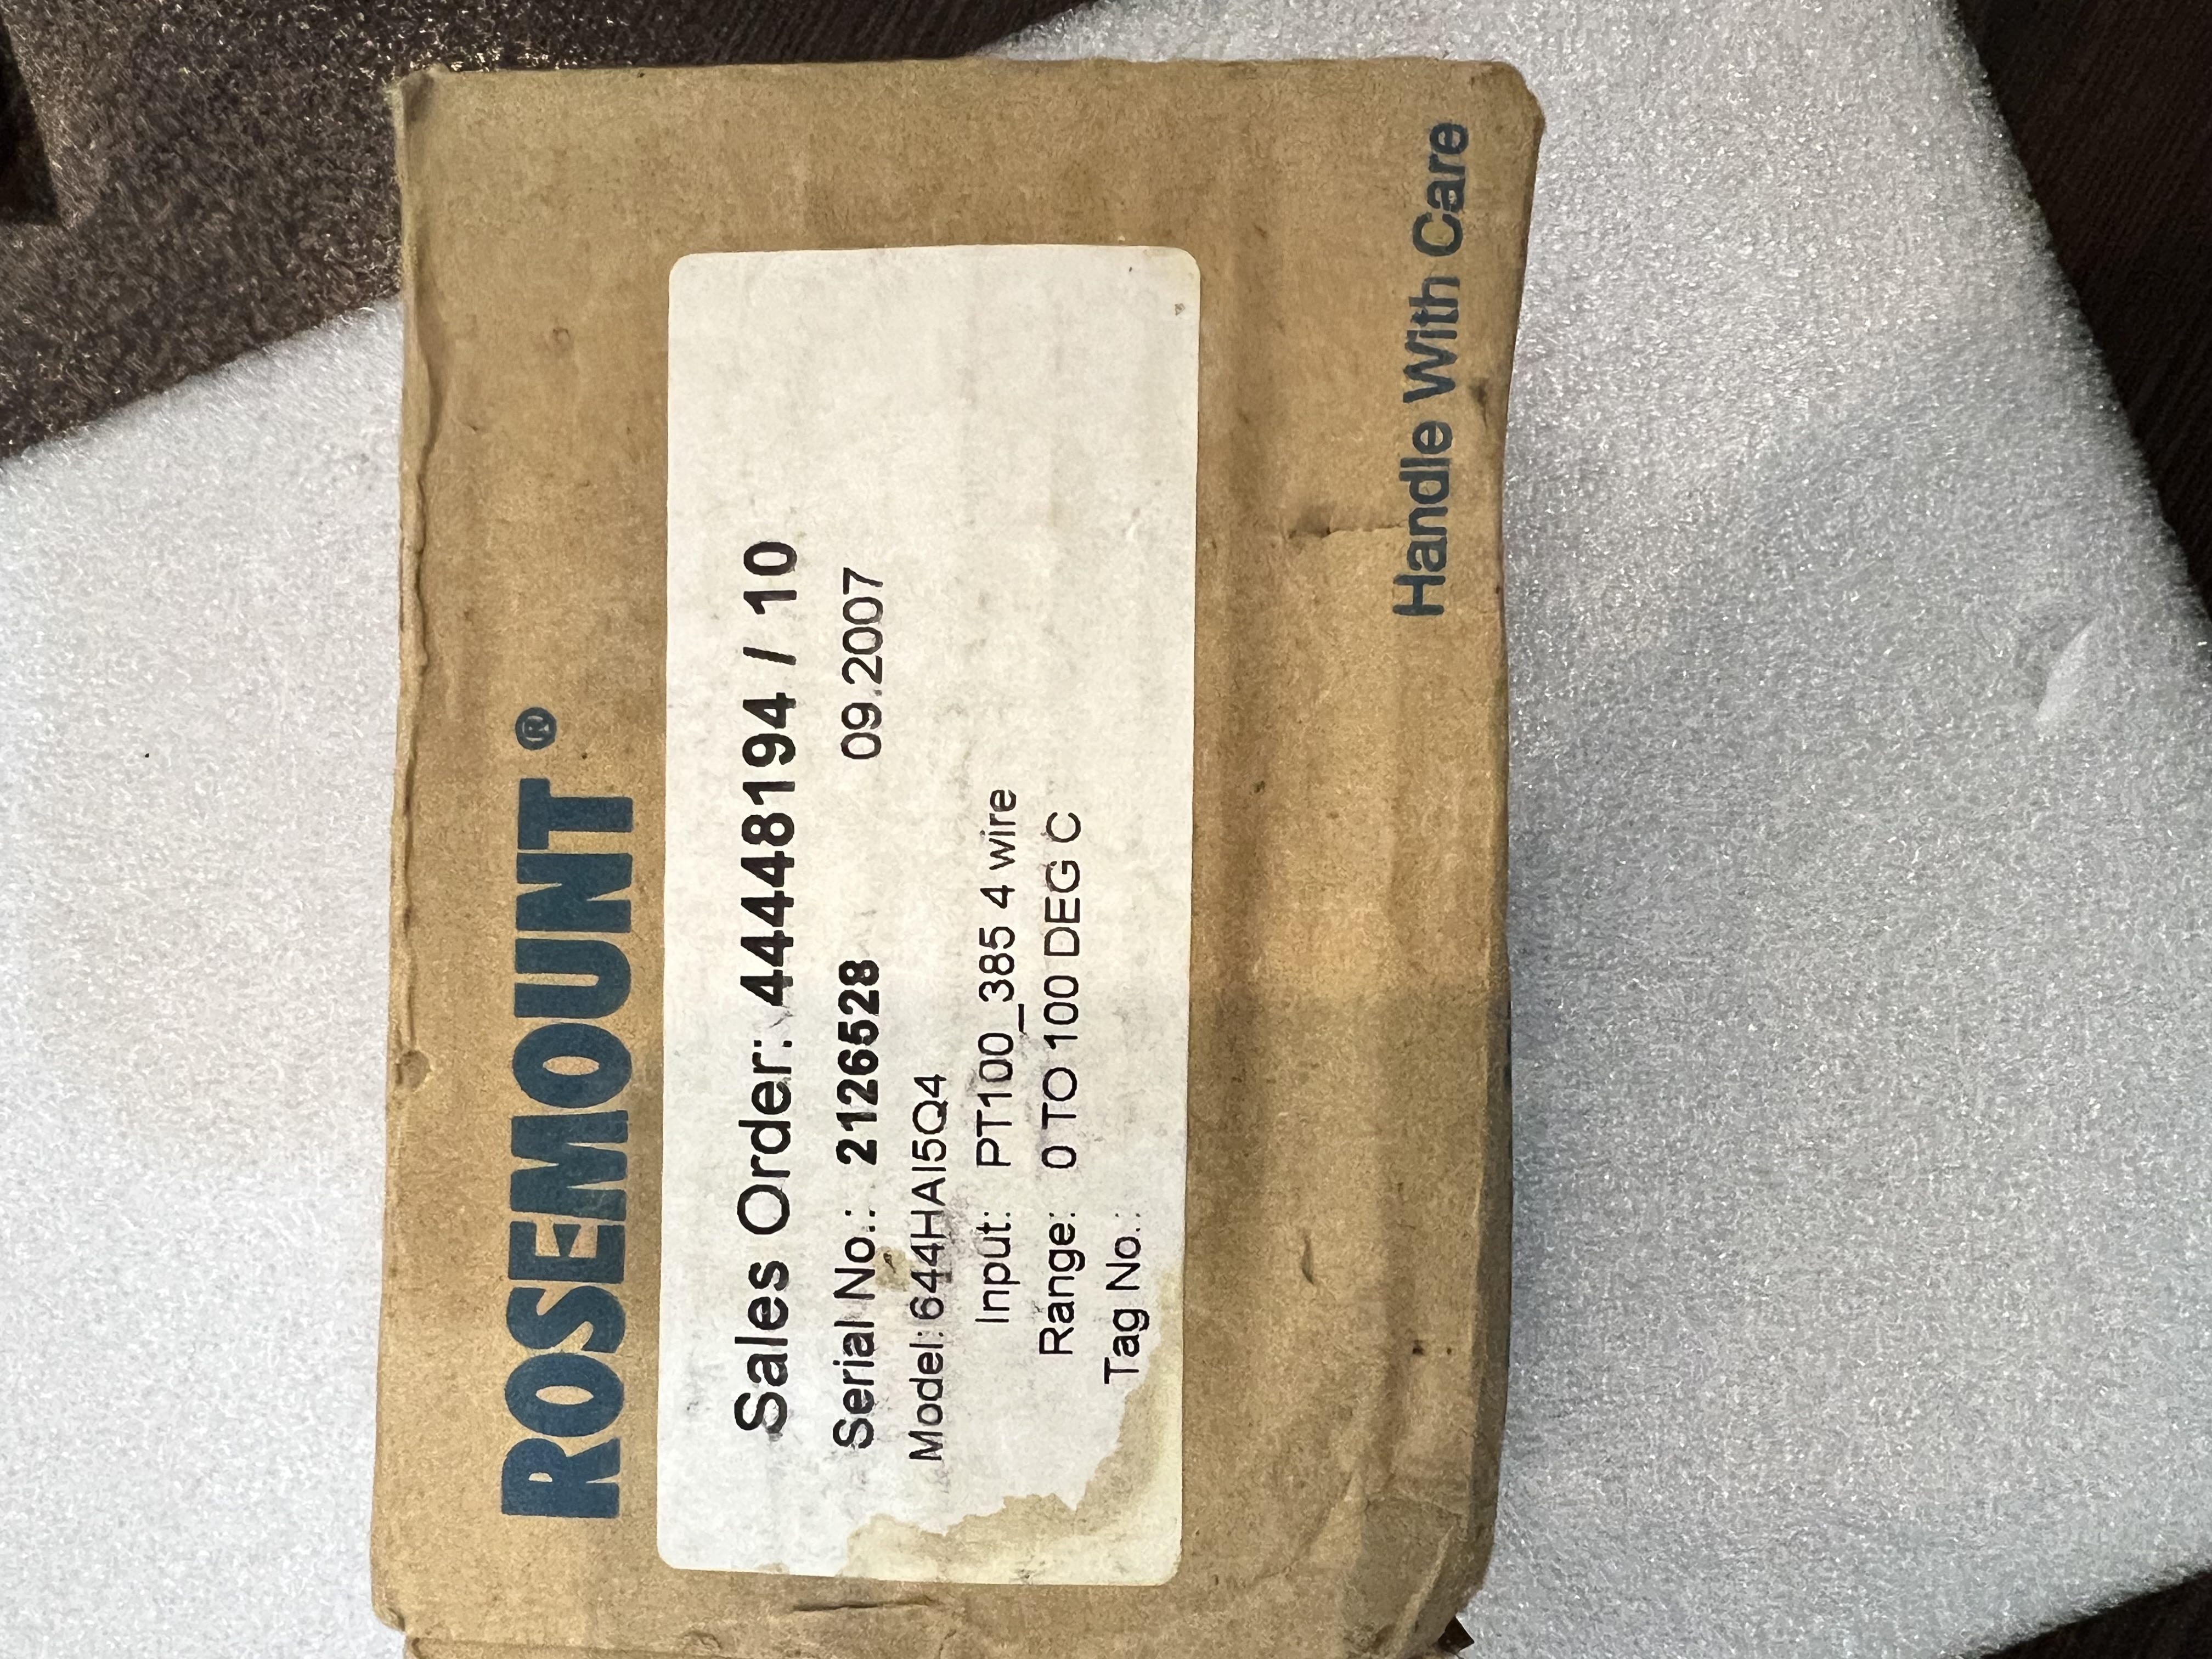 ROSEMOUNT®
Sales Order: 44448194 / 10
Serial No.: 2126528 09.2007
Model: 644HAI5Q4
Input: PT100_385 4 wire
Range: 0 TO 100 DEG C
Tag No.:
Handle With Care